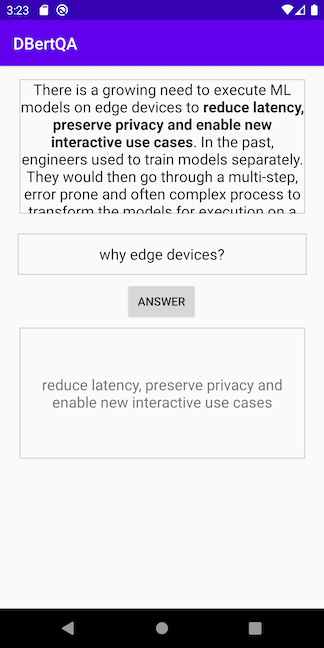 3:23
DBertQA
There is a growing need to execute ML
models on edge devices to reduce latency,
preserve privacy and enable new
interactive use cases. In the past,
engineers used to train models separately.
They would then go through a multi-step,
error prone and often complex process to
transform the models for execution on a
why edge devices?
ANSWER
reduce latency, preserve privacy and
enable new interactive use cases